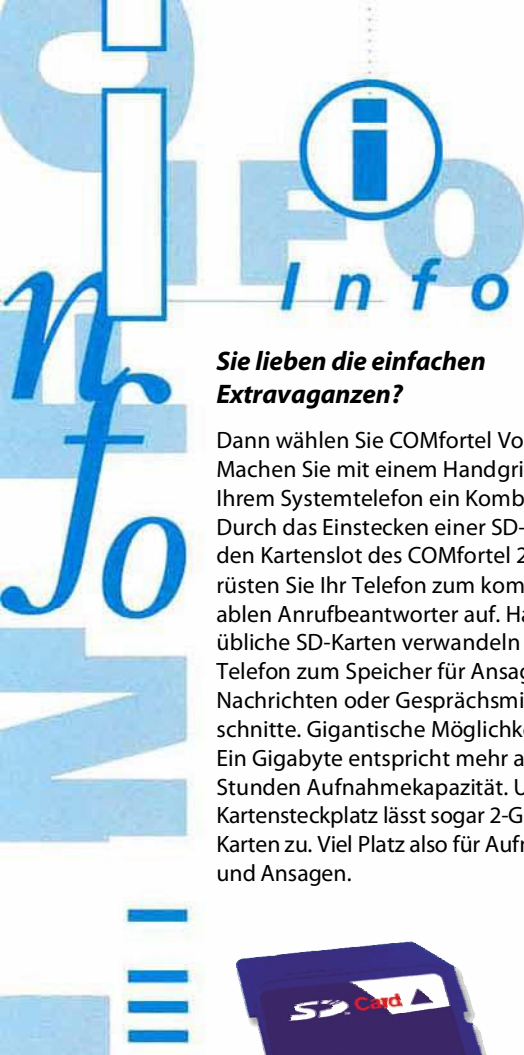 i
Info
IFO
nfo
Sie lieben die einfachen
Extravaganzen?
Dann wählen Sie COMfortel Vo
Machen Sie mit einem Handgri
Ihrem Systemtelefon ein Komb
Durch das Einstecken einer SD-
den Kartenslot des COMfortel 2
rüsten Sie Ihr Telefon zum kom
ablen Anrufbeantworter auf. Ha
übliche SD-Karten verwandeln
Telefon zum Speicher für Ansag
Nachrichten oder Gesprächsmi
schnitte. Gigantische Möglichke
Ein Gigabyte entspricht mehr a
Stunden Aufnahmekapazität. U
Kartensteckplatz lässt sogar 2-G
Karten zu. Viel Platz also für Aufn
und Ansagen.
SD Card